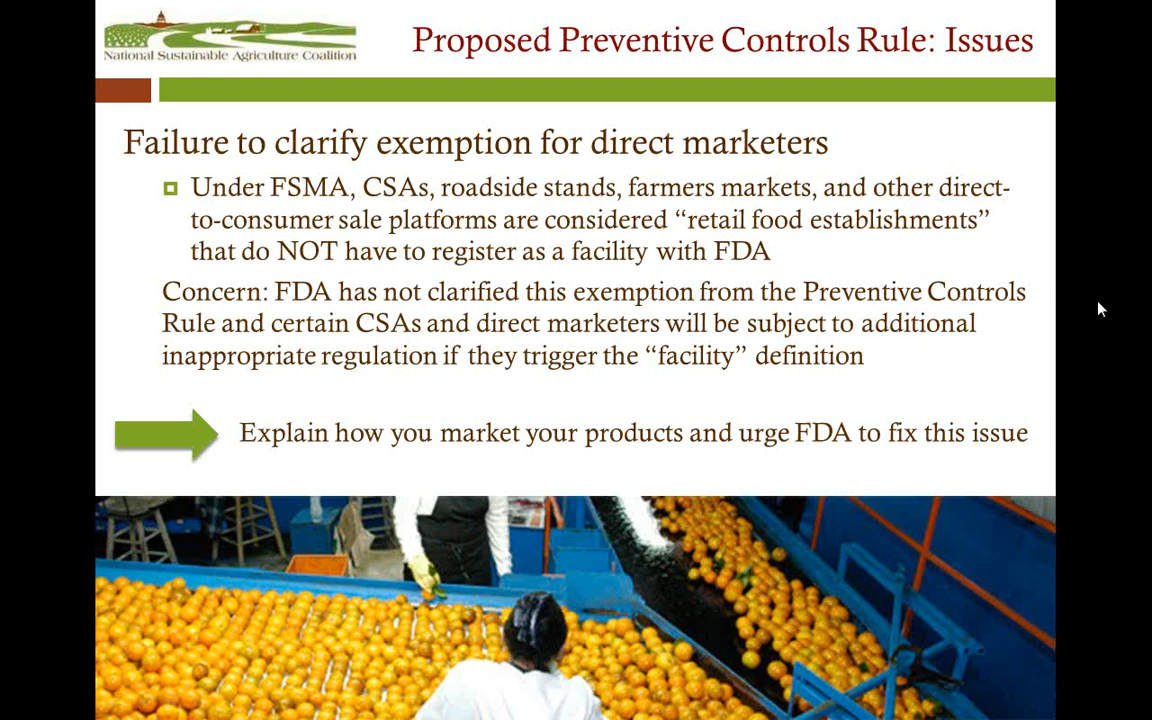 National Sustainable Agriculture Coalition
Proposed Preventive Controls Rule: Issues
Failure to clarify exemption for direct marketers
Under FSMA, CSAs, roadside stands, farmers markets, and other direct-
to-consumer sale platforms are considered “retail food establishments”
that do NOT have to register as a facility with FDA
Concern: FDA has not clarified this exemption from the Preventive Controls
Rule and certain CSAs and direct marketers will be subject to additional
inappropriate regulation if they trigger the “facility” definition
Explain how you market your products and urge FDA to fix this issue